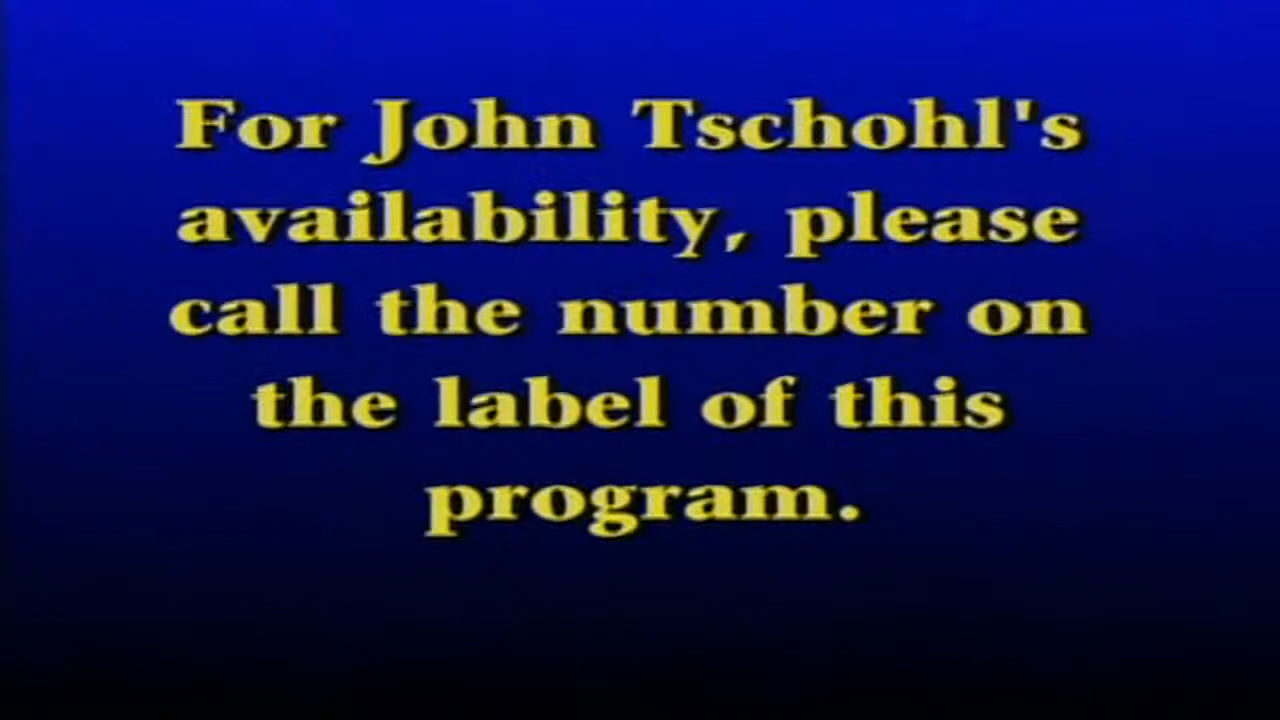 For John Tschohl's
availability, please
call the number on
the label of this
program.